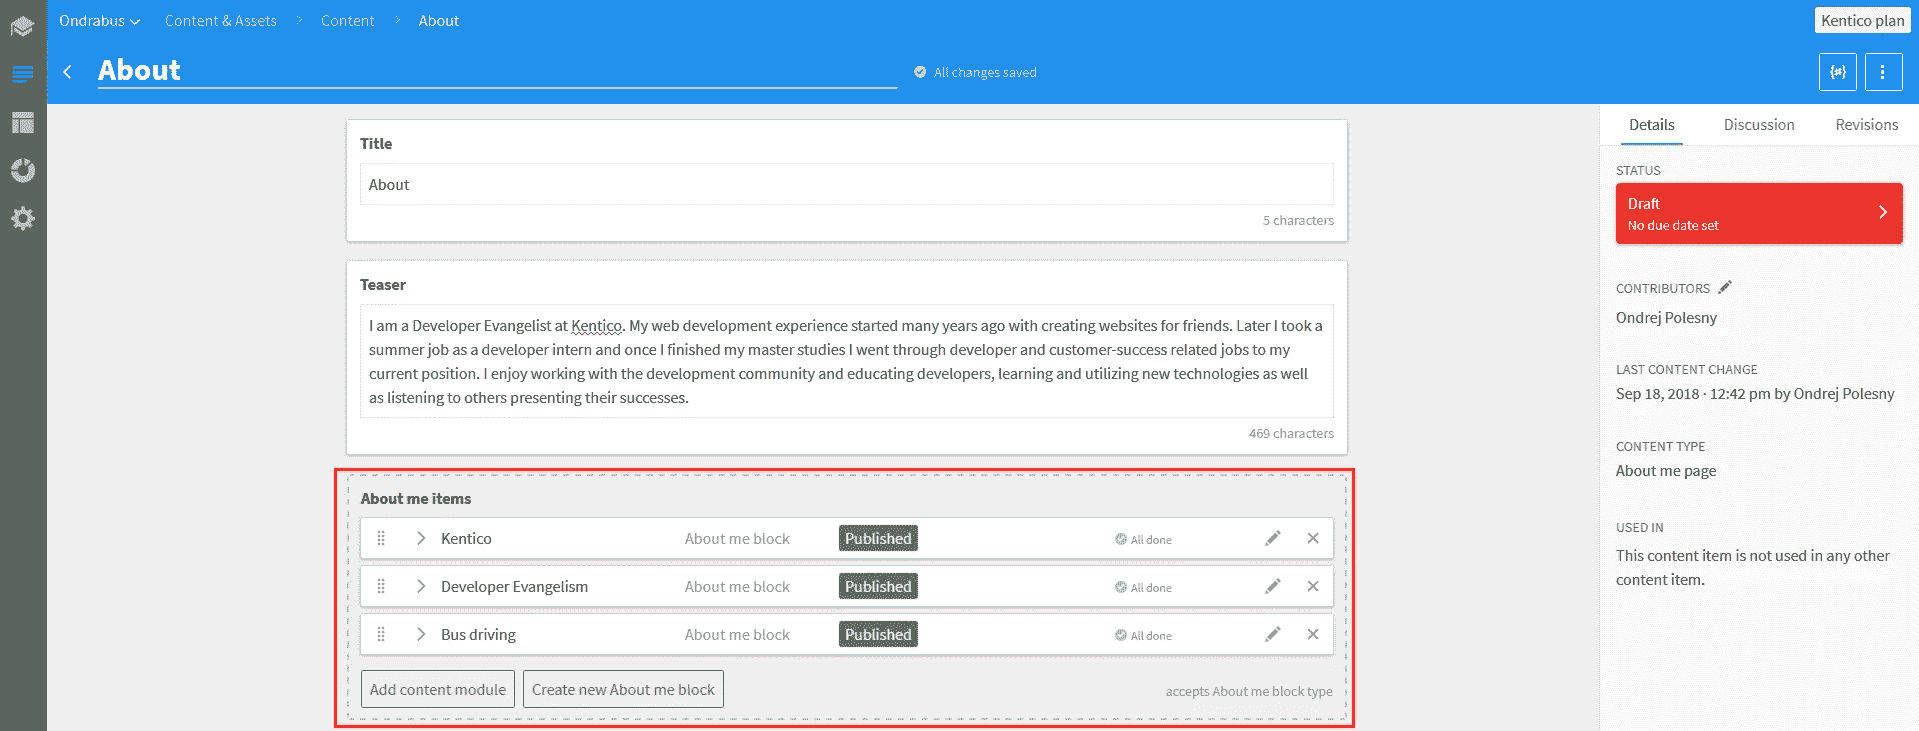 Ondrabus Content & Assets > Content > About
Kentico plan
About
All changes saved
{#}
Title
About
5 characters
Teaser
I am a Developer Evangelist at Kentico. My web development experience started many years ago with creating websites for friends. Later I took a
summer job as a developer intern and once I finished my master studies I went through developer and customer-success related jobs to my
current position. I enjoy working with the development community and educating developers, learning and utilizing new technologies as well
as listening to others presenting their successes.
469 characters
About me items
Kentico About me block Published All done
Developer Evangelism About me block Published All done
Bus driving About me block Published All done
Add content module Create new About me block accepts About me block type
Details Discussion Revisions
STATUS
Draft
No due date set
CONTRIBUTORS
Ondrej Polesny
LAST CONTENT CHANGE
Sep 18, 2018 · 12:42 pm by Ondrej Polesny
CONTENT TYPE
About me page
USED IN
This content item is not used in any other
content item.